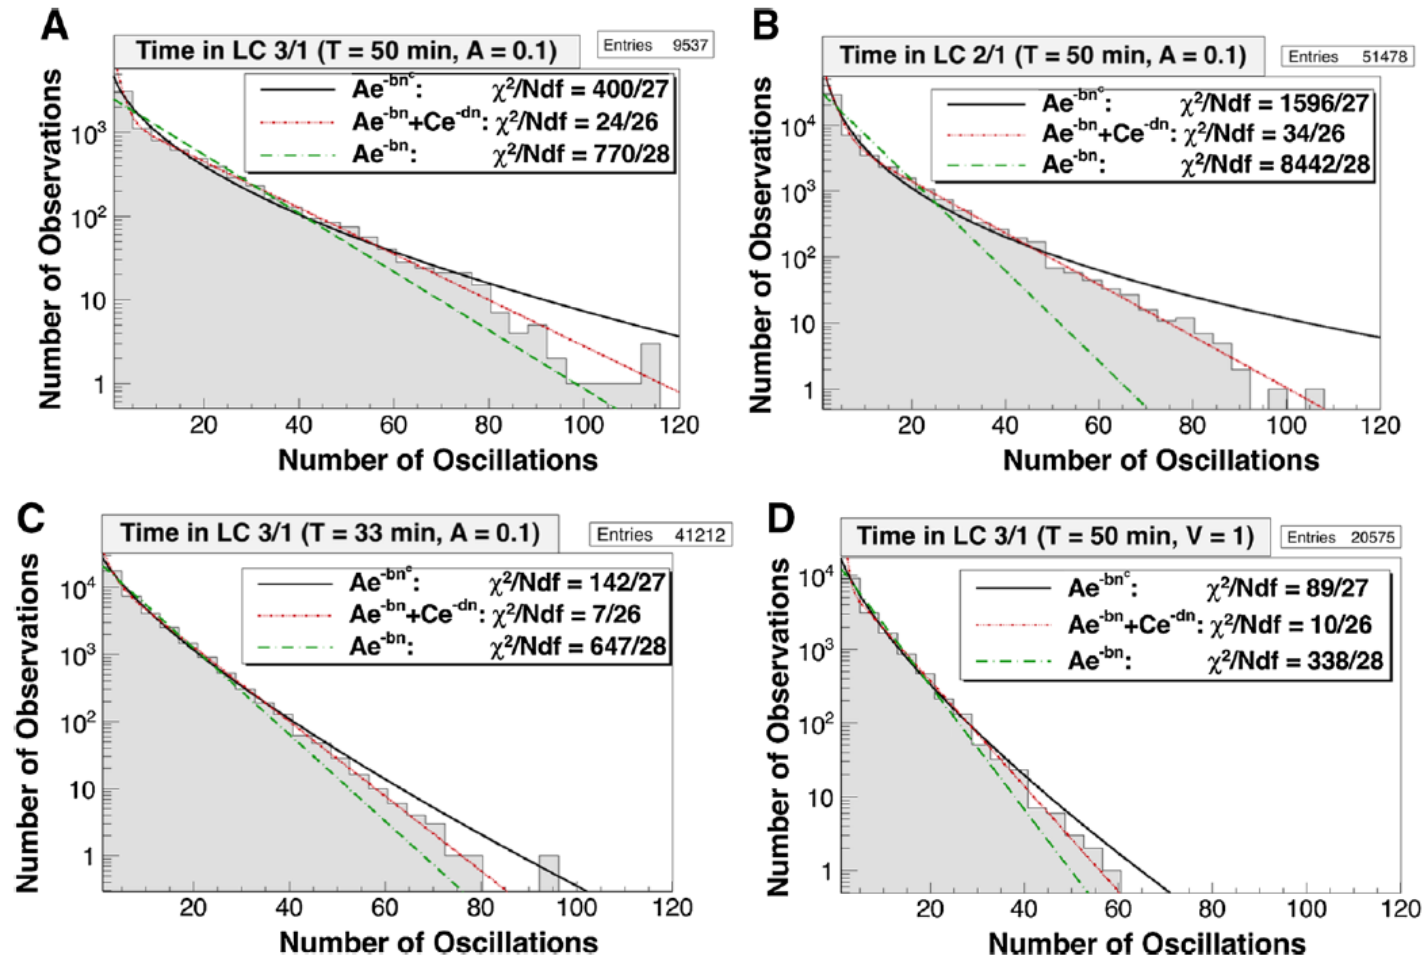 A
Time in LC 3/1 (T = 50 min, A = 0.1)
Entries 9537
Ae^-bn^c: χ²/Ndf = 400/27
Ae^-bn+Ce^-dn: χ²/Ndf = 24/26
Ae^-bn: χ²/Ndf = 770/28
Number of Observations
10³
10²
10
1
20 40 60 80 100 120
Number of Oscillations
B
Time in LC 2/1 (T = 50 min, A = 0.1)
Entries 51478
Ae^-bn^c: χ²/Ndf = 1596/27
Ae^-bn+Ce^-dn: χ²/Ndf = 34/26
Ae^-bn: χ²/Ndf = 8442/28
Number of Observations
10⁴
10³
10²
10
1
20 40 60 80 100 120
Number of Oscillations
C
Time in LC 3/1 (T = 33 min, A = 0.1)
Entries 41212
Ae^-bn^c: χ²/Ndf = 142/27
Ae^-bn+Ce^-dn: χ²/Ndf = 7/26
Ae^-bn: χ²/Ndf = 647/28
Number of Observations
10⁴
10³
10²
10
1
20 40 60 80 100 120
Number of Oscillations
D
Time in LC 3/1 (T = 50 min, V = 1)
Entries 20575
Ae^-bn^c: χ²/Ndf = 89/27
Ae^-bn+Ce^-dn: χ²/Ndf = 10/26
Ae^-bn: χ²/Ndf = 338/28
Number of Observations
10⁴
10³
10²
10
1
20 40 60 80 100 120
Number of Oscillations